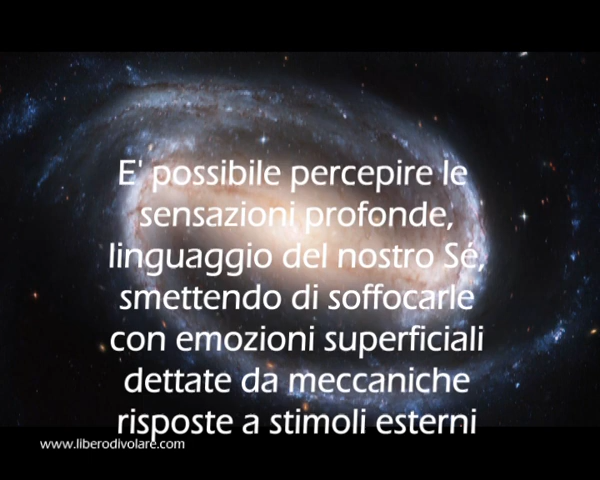 E' possibile percepire le
sensazioni profonde,
linguaggio del nostro Sé,
smettendo di soffocarle
con emozioni superficiali
dettate da meccaniche
risposte a stimoli esterni
www.liberodivolare.com